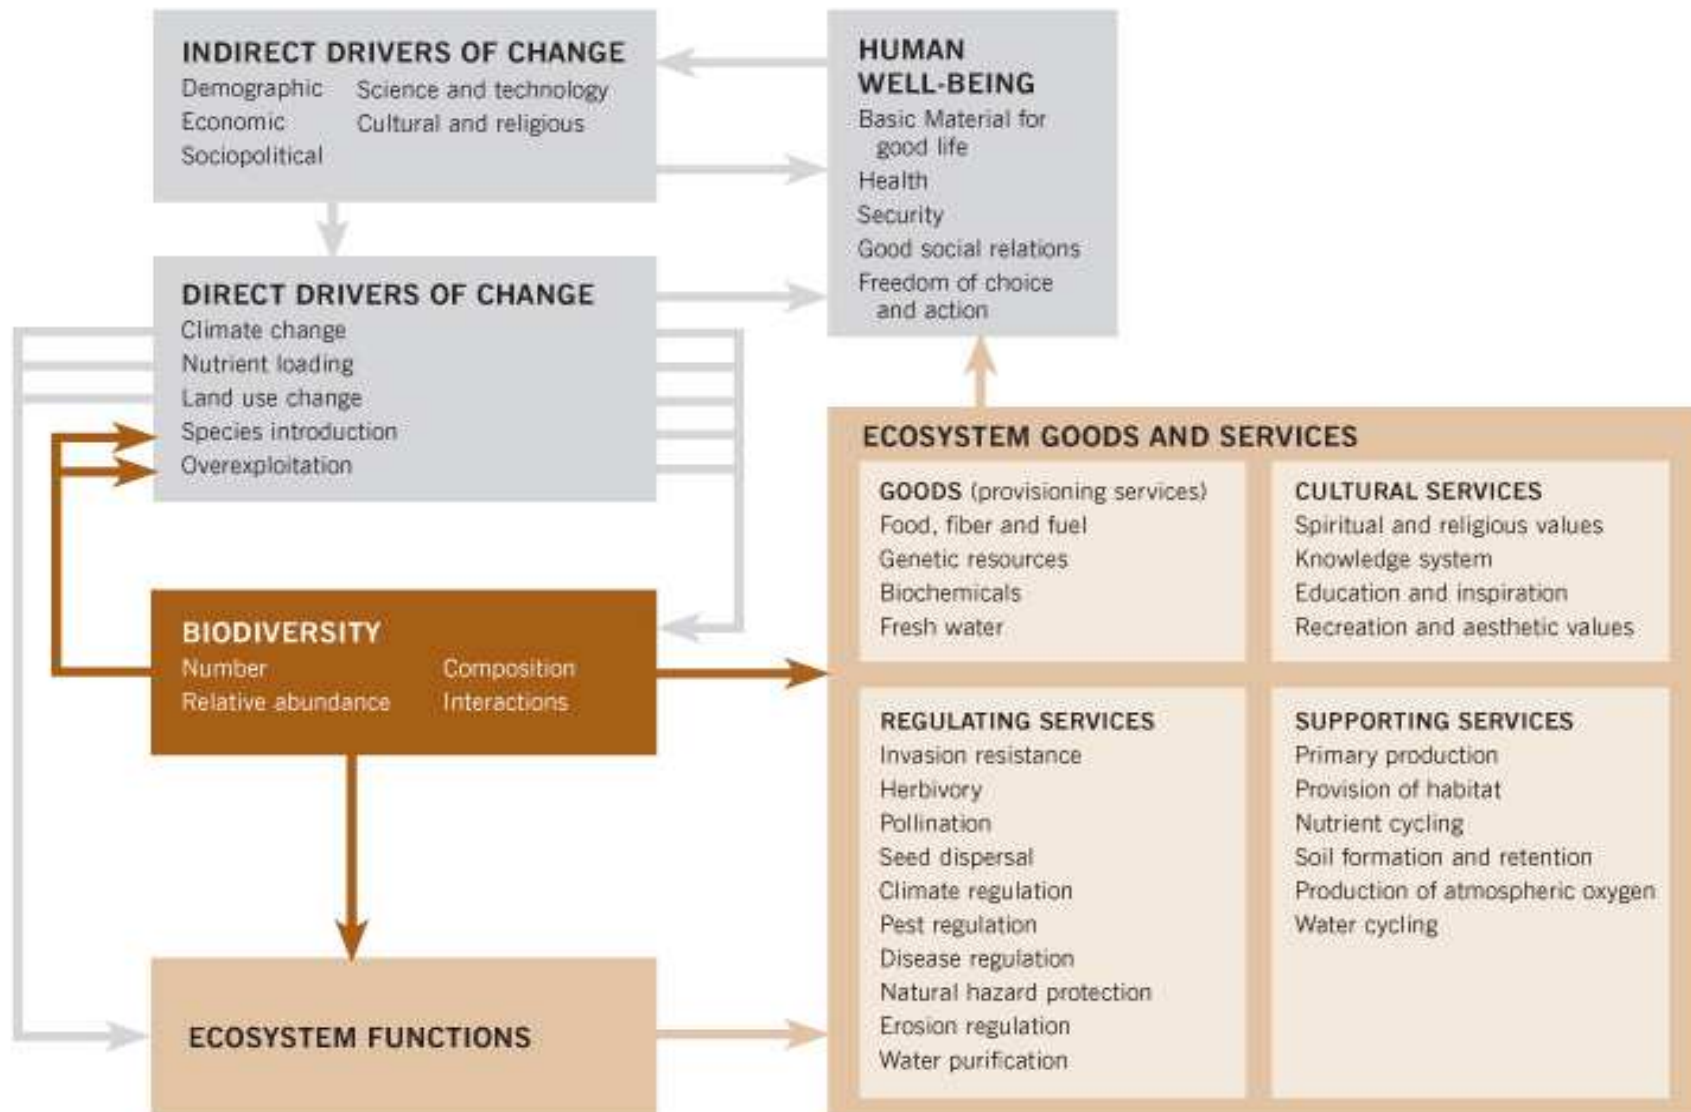 INDIRECT DRIVERS OF CHANGE
Demographic
Economic
Sociopolitical
Science and technology
Cultural and religious
HUMAN
WELL-BEING
Basic Material for
good life
Health
Security
Good social relations
Freedom of choice
and action
DIRECT DRIVERS OF CHANGE
Climate change
Nutrient loading
Land use change
Species introduction
Overexploitation
BIODIVERSITY
Number
Relative abundance
Composition
Interactions
ECOSYSTEM FUNCTIONS
ECOSYSTEM GOODS AND SERVICES
GOODS (provisioning services)
Food, fiber and fuel
Genetic resources
Biochemicals
Fresh water
CULTURAL SERVICES
Spiritual and religious values
Knowledge system
Education and inspiration
Recreation and aesthetic values
REGULATING SERVICES
Invasion resistance
Herbivory
Pollination
Seed dispersal
Climate regulation
Pest regulation
Disease regulation
Natural hazard protection
Erosion regulation
Water purification
SUPPORTING SERVICES
Primary production
Provision of habitat
Nutrient cycling
Soil formation and retention
Production of atmospheric oxygen
Water cycling